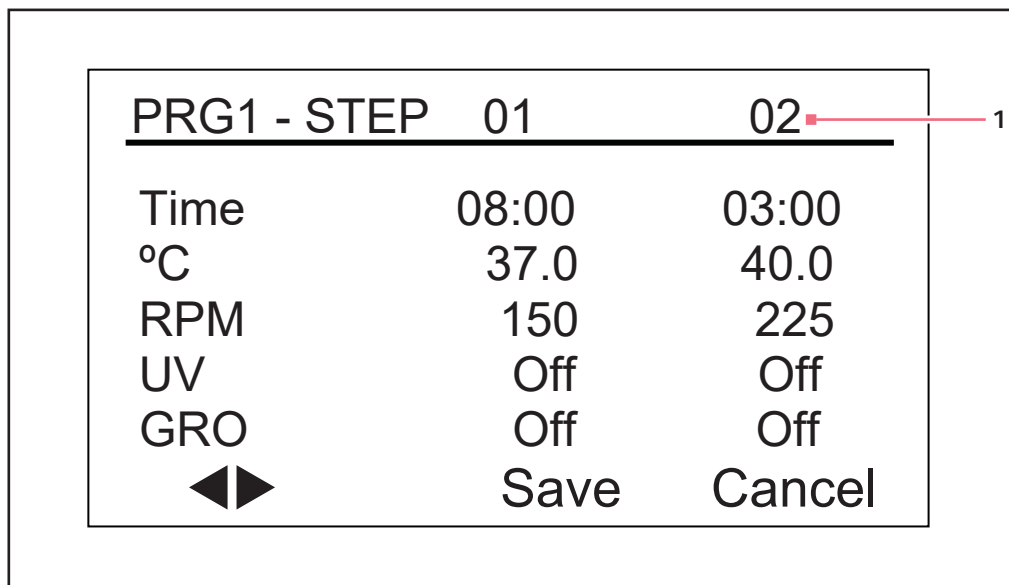 PRG1 - STEP 01 02 1
Time 08:00 03:00
ºC 37.0 40.0
RPM 150 225
UV Off Off
GRO Off Off
Save Cancel